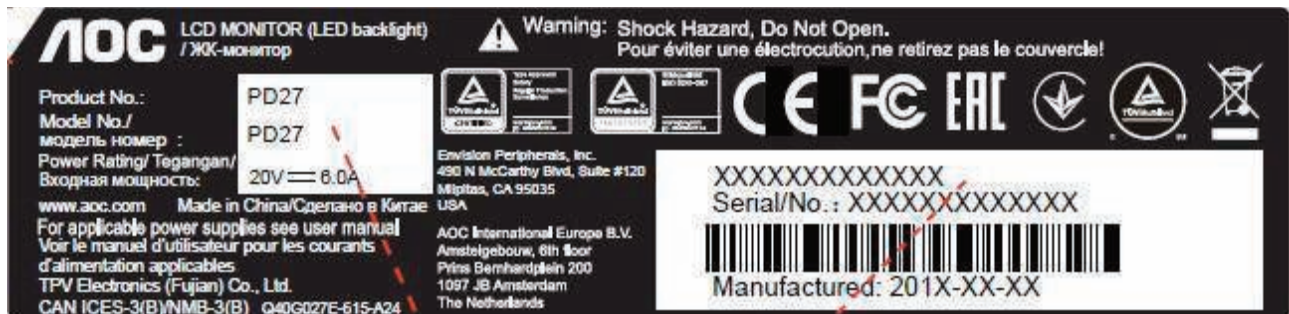 AOC
LCD MONITOR (LED backlight)
/ ЖК-монитор
Warning: Shock Hazard, Do Not Open.
Pour éviter une électrocution,ne retirez pas le couvercle!
Product No.: PD27
Model No./
модель номер : PD27
Power Rating/ Tegangan/
Входная мощность: 20V 6.0A
www.aoc.com Made in China/Сделано в Китае
For applicable power supplies see user manual
Voir le manuel d'utilisateur pour les courants
d'alimentation applicables
TPV Electronics (Fujian) Co., Ltd.
CAN ICES-3(B)/NMB-3(B) Q40G027E-615-A24
CE FC EAC
Envision Peripherals, Inc.
490 N McCarthy Blvd, Suite #120
Milpitas, CA 95035
USA
AOC International Europe B.V.
Amstelgebouw, 6th floor
Prins Bernhardplein 200
1097 JB Amsterdam
The Netherlands
XXXXXXXXXXXXX
Serial/No.: XXXXXXXXXXXXX
Manufactured: 201X-XX-XX